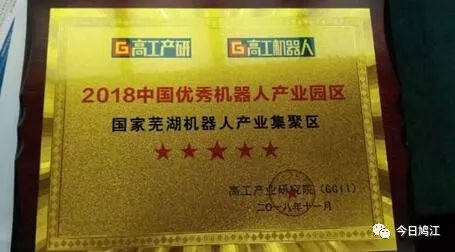 G 高工产研 G 高工机器人
2018中国优秀机器人产业园区
国家芜湖机器人产业集聚区
高工产业研究院（GGII）
二〇一八年十一月
今日鸠江